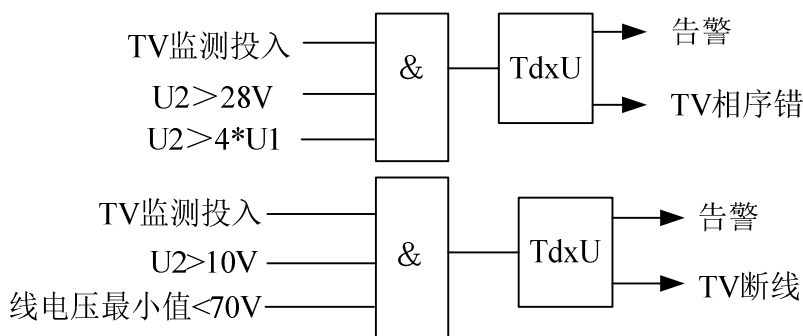 TV监测投入
U2＞28V
U2＞4*U1
&
TdxU
告警
TV相序错
TV监测投入
U2>10V
线电压最小值<70V
&
TdxU
告警
TV断线